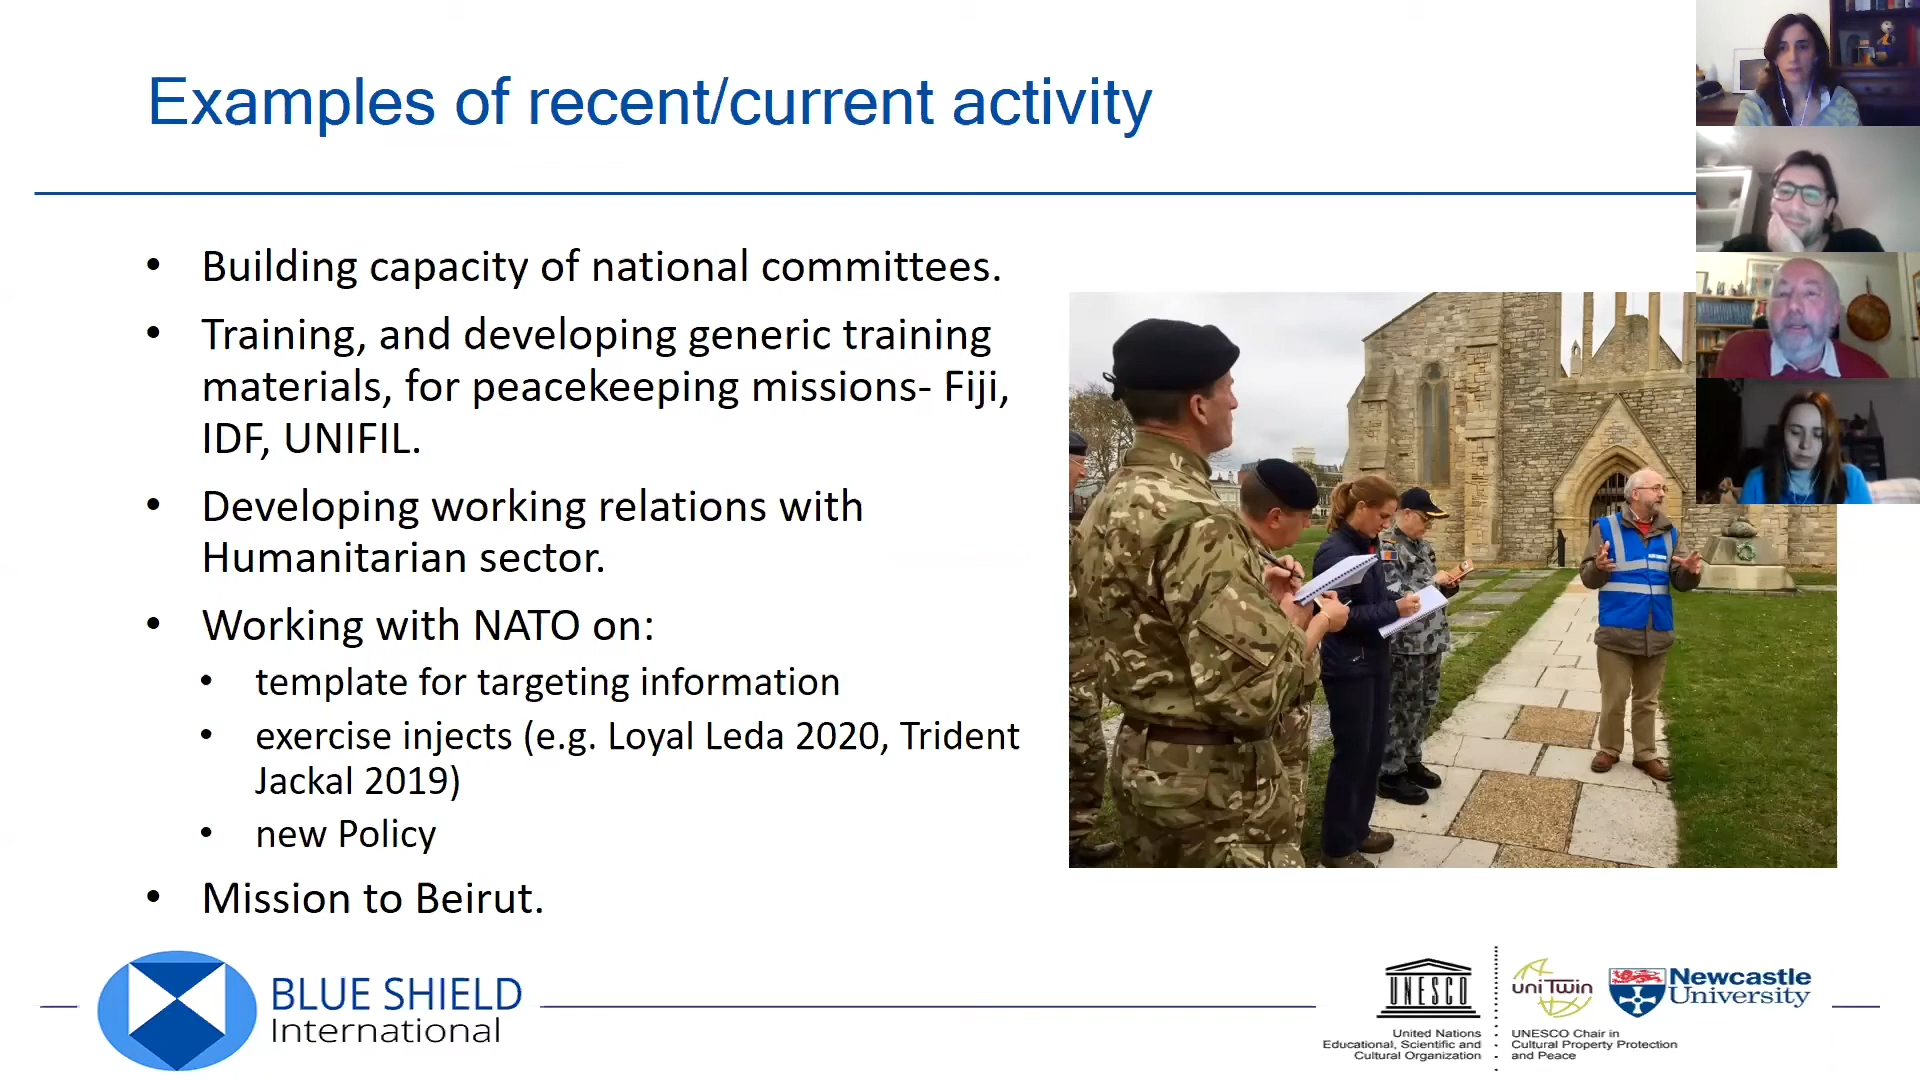 Examples of recent/current activity
• Building capacity of national committees.
• Training, and developing generic training
materials, for peacekeeping missions- Fiji,
IDF, UNIFIL.
• Developing working relations with
Humanitarian sector.
• Working with NATO on:
• template for targeting information
• exercise injects (e.g. Loyal Leda 2020, Trident
Jackal 2019)
• new Policy
• Mission to Beirut.
BLUE SHIELD
International
UNESCO
United Nations
Educational, Scientific and
Cultural Organization
uniTwin
Newcastle
University
UNESCO Chair in
Cultural Property Protection
and Peace